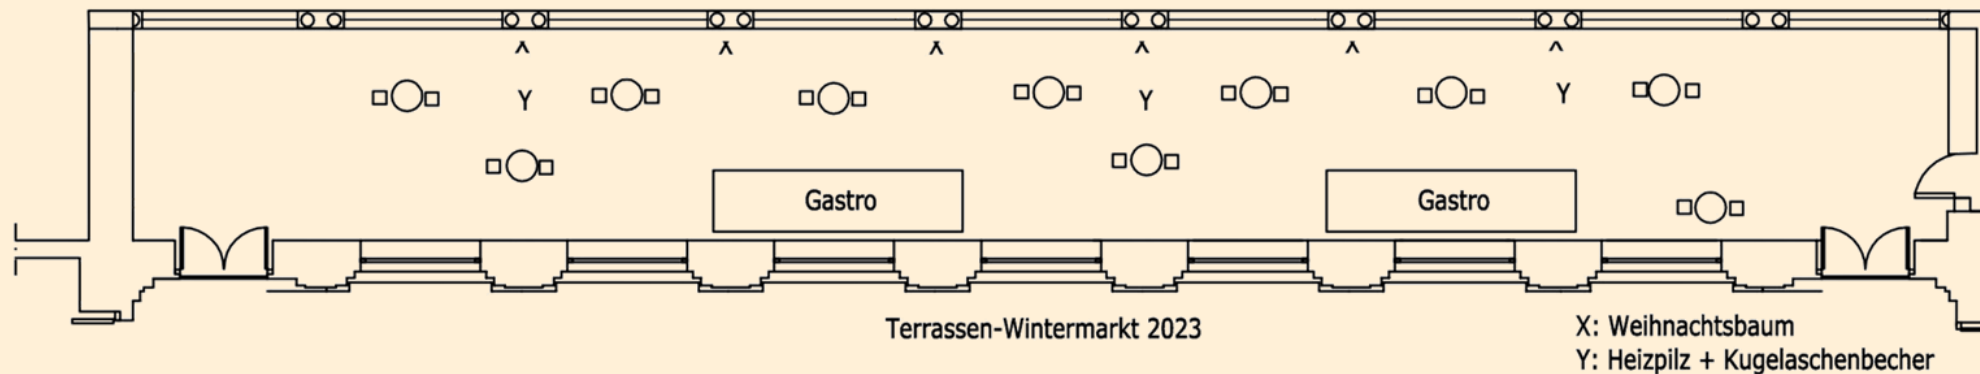 ^ ^ ^ ^ ^ ^
Y Y Y
Gastro Gastro
Terrassen-Wintermarkt 2023
X: Weihnachtsbaum
Y: Heizpilz + Kugelaschenbecher